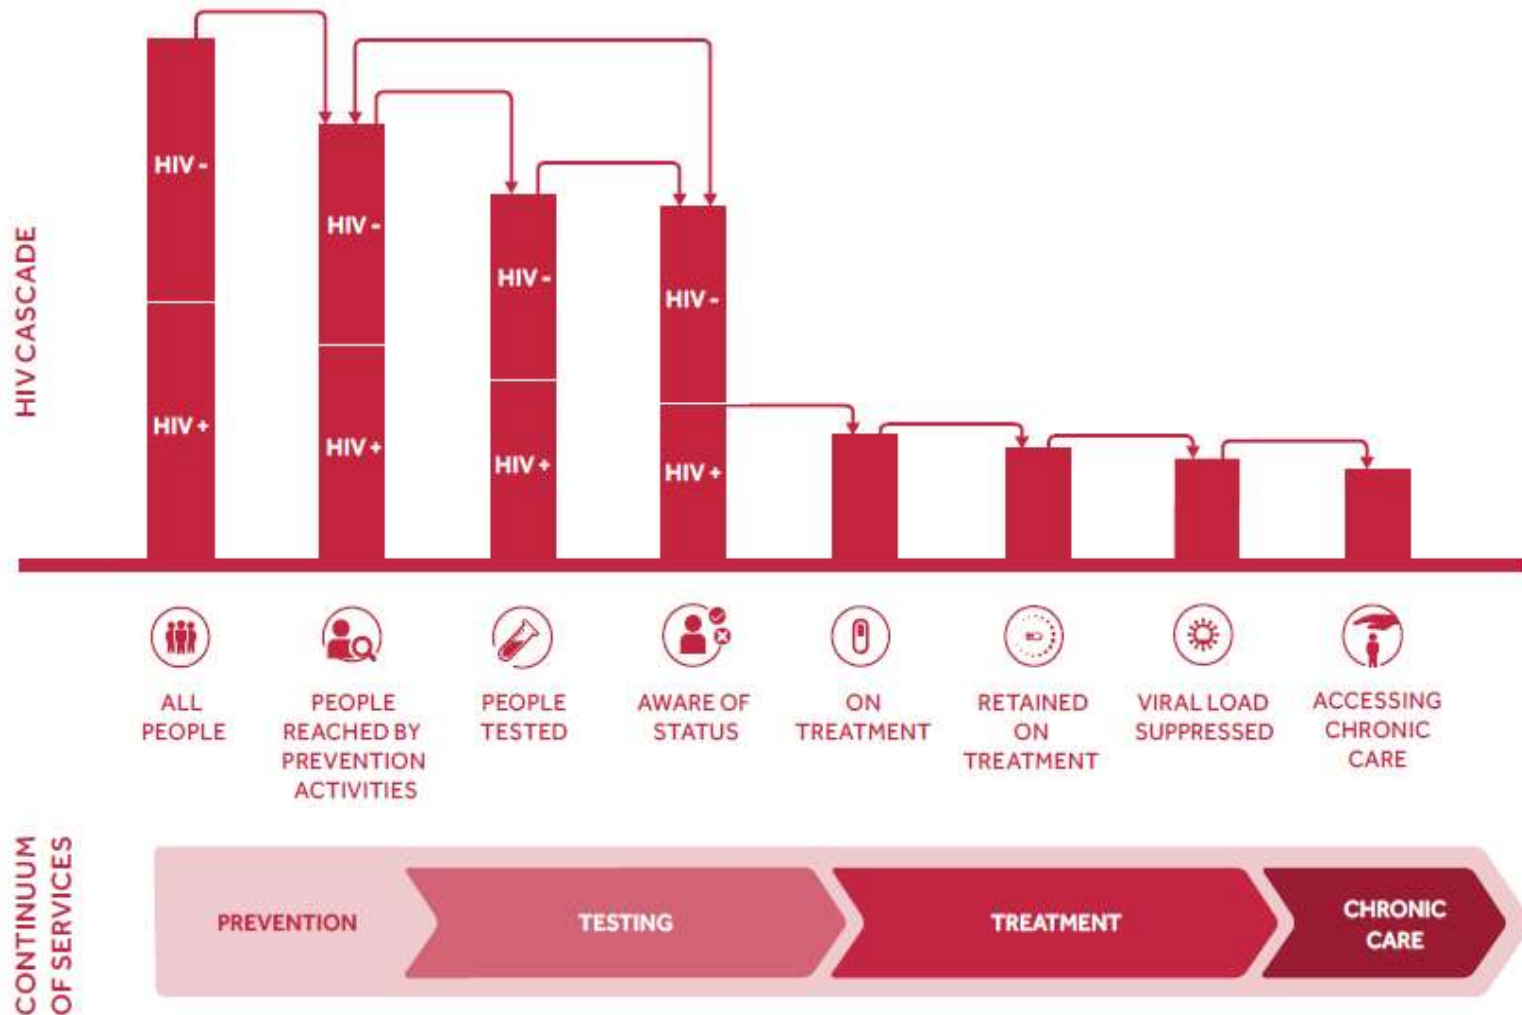 HIV CASCADE
HIV -
HIV +
HIV -
HIV +
HIV -
HIV +
HIV -
HIV +
ALL
PEOPLE
PEOPLE
REACHED BY
PREVENTION
ACTIVITIES
PEOPLE
TESTED
AWARE OF
STATUS
ON
TREATMENT
RETAINED
ON
TREATMENT
VIRAL LOAD
SUPPRESSED
ACCESSING
CHRONIC
CARE
CONTINUUM
OF SERVICES
PREVENTION
TESTING
TREATMENT
CHRONIC
CARE